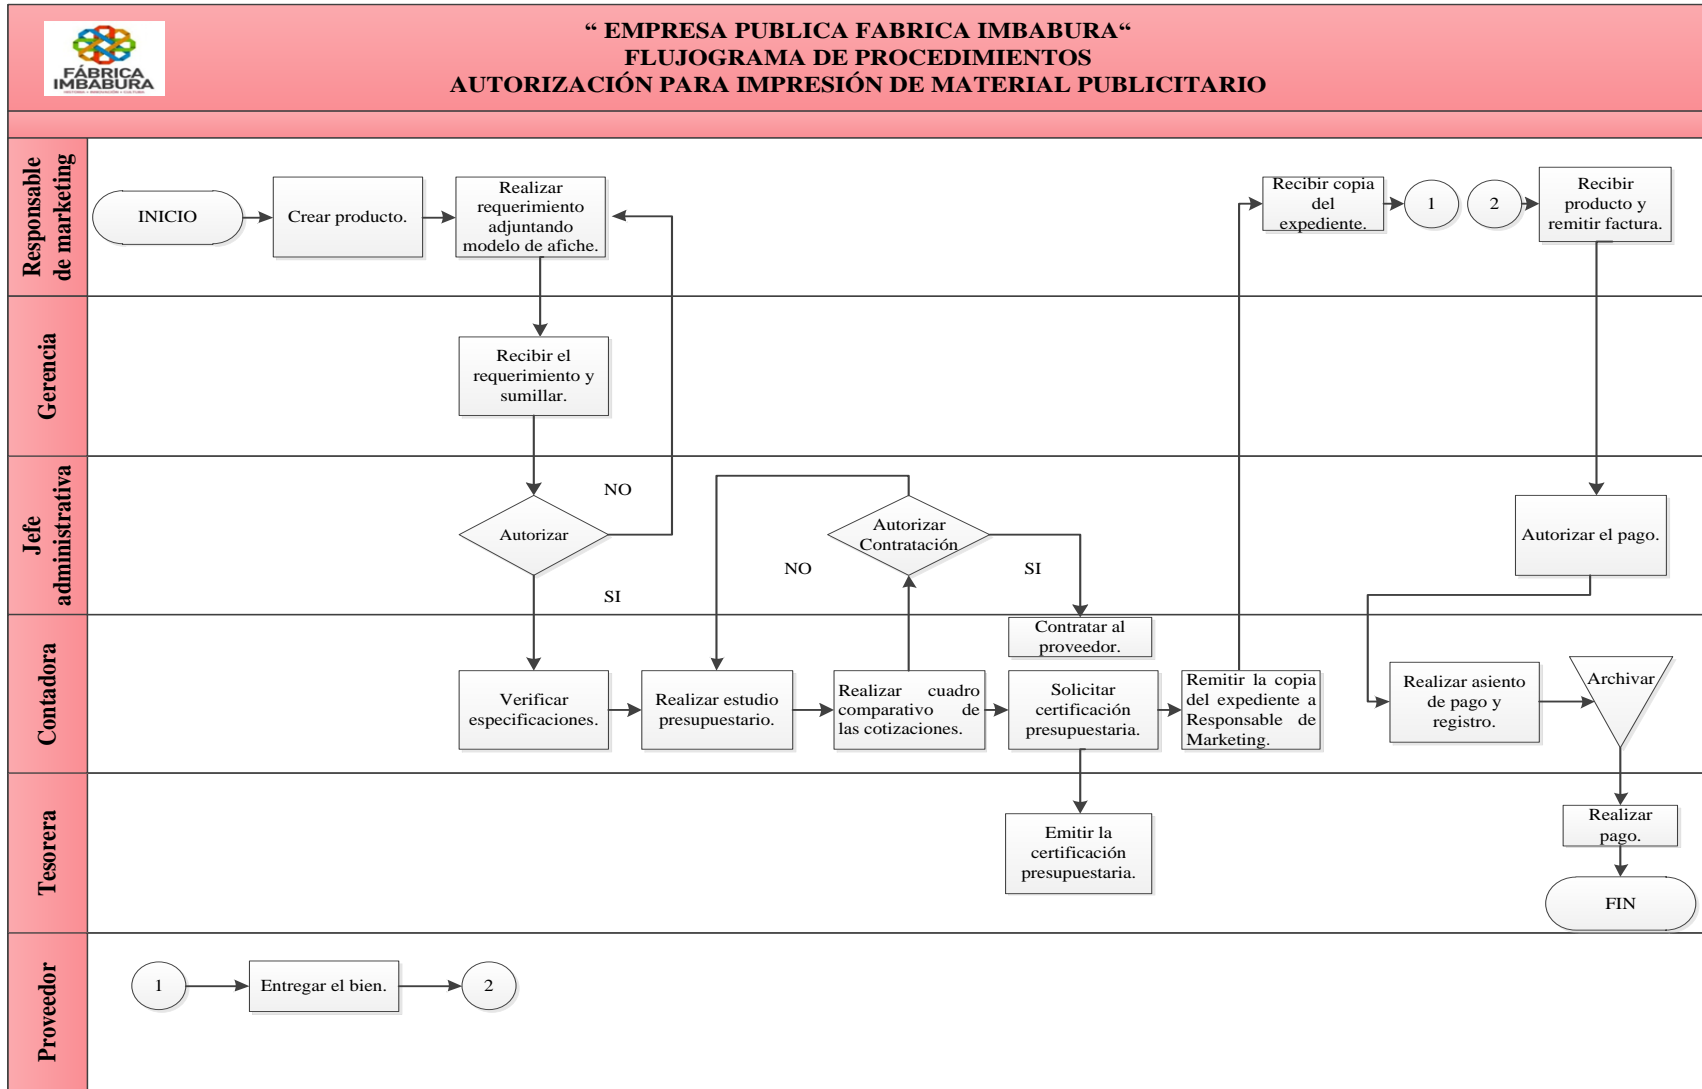 “ EMPRESA PUBLICA FABRICA IMBABURA“
FLUJOGRAMA DE PROCEDIMIENTOS
AUTORIZACIÓN PARA IMPRESIÓN DE MATERIAL PUBLICITARIO
FÁBRICA
IMBABURA
Responsable
de marketing
INICIO
Crear producto.
Realizar
requerimiento
adjuntando
modelo de afiche.
Recibir copia
del
expediente.
1
2
Recibir
producto y
remitir factura.
Gerencia
Recibir el
requerimiento y
sumillar.
Jefe
administrativa
Autorizar
NO
SI
Autorizar
Contratación
NO
SI
Autorizar el pago.
Contadora
Contratar al
proveedor.
Verificar
especificaciones.
Realizar estudio
presupuestario.
Realizar cuadro
comparativo de
las cotizaciones.
Solicitar
certificación
presupuestaria.
Remitir la copia
del expediente a
Responsable de
Marketing.
Realizar asiento
de pago y
registro.
Archivar
Tesorera
Emitir la
certificación
presupuestaria.
Realizar
pago.
FIN
Proveedor
1
Entregar el bien.
2